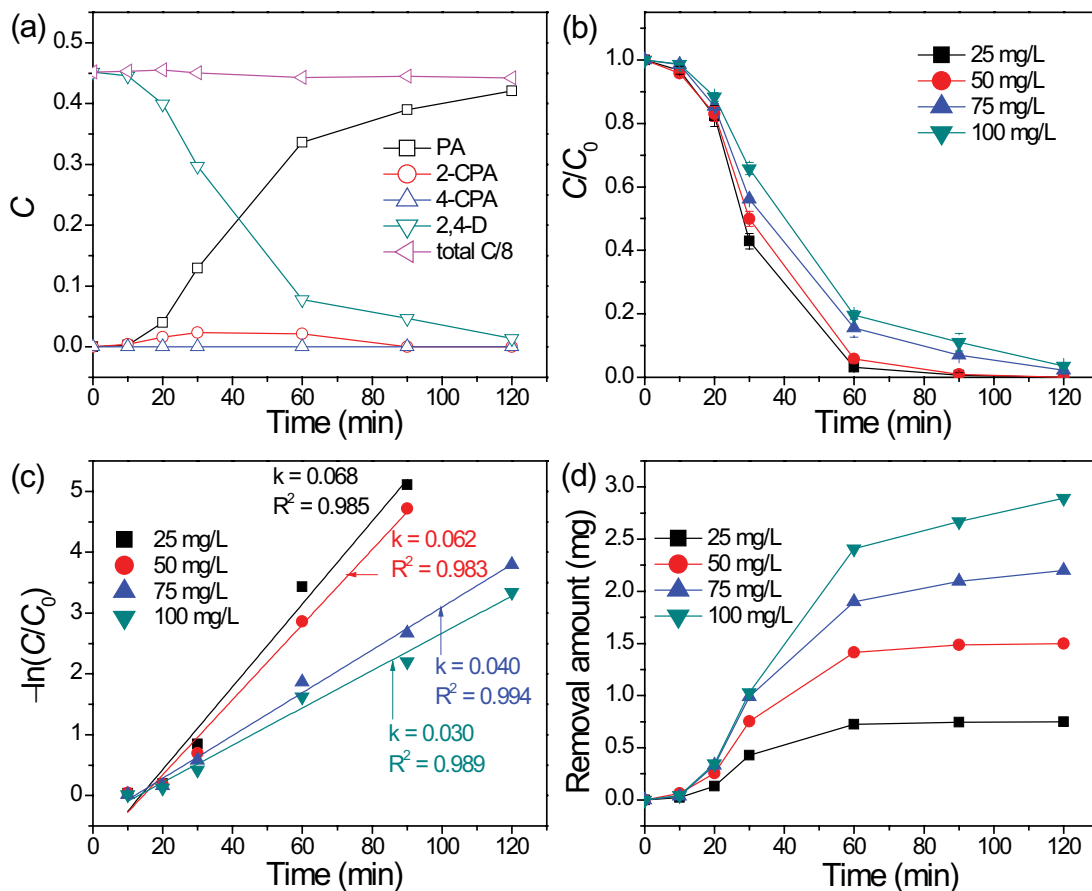 (a)
0.5
0.4
0.3
0.2
0.1
0.0
C
PA
2-CPA
4-CPA
2,4-D
total C/8
0 20 40 60 80 100 120
Time (min)
(b)
1.0
0.8
0.6
0.4
0.2
0.0
C/C0
25 mg/L
50 mg/L
75 mg/L
100 mg/L
0 20 40 60 80 100 120
Time (min)
(c)
5
4
3
2
1
0
–ln(C/C0)
25 mg/L
50 mg/L
75 mg/L
100 mg/L
k = 0.068
R2 = 0.985
k = 0.062
R2 = 0.983
k = 0.040
R2 = 0.994
k = 0.030
R2 = 0.989
0 20 40 60 80 100 120
Time (min)
(d)
3.0
2.5
2.0
1.5
1.0
0.5
0.0
Removal amount (mg)
25 mg/L
50 mg/L
75 mg/L
100 mg/L
0 20 40 60 80 100 120
Time (min)